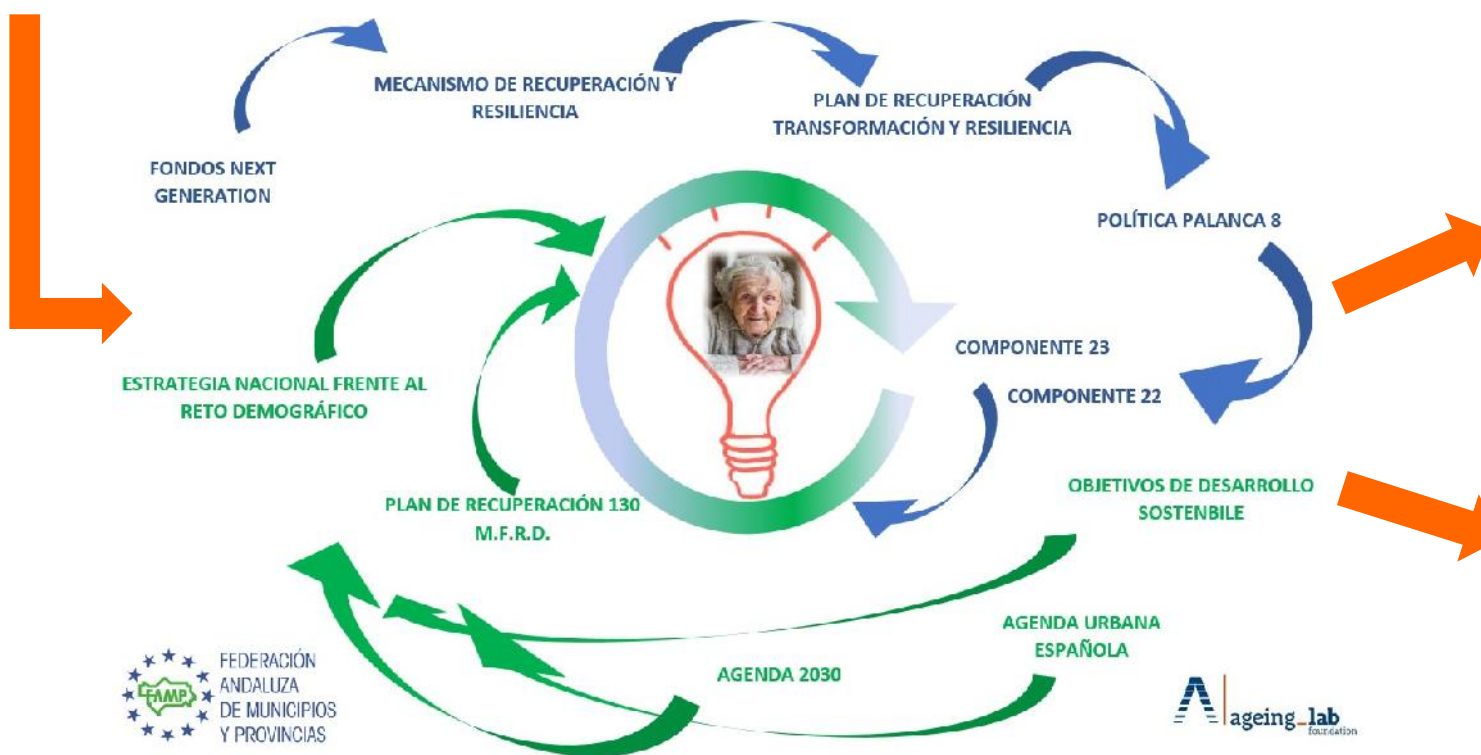 MECANISMO DE RECUPERACIÓN Y
RESILIENCIA
PLAN DE RECUPERACIÓN
TRANSFORMACIÓN Y RESILIENCIA
FONDOS NEXT
GENERATION
POLÍTICA PALANCA 8
COMPONENTE 23
COMPONENTE 22
ESTRATEGIA NACIONAL FRENTE AL
RETO DEMOGRÁFICO
PLAN DE RECUPERACIÓN 130
M.F.R.D.
OBJETIVOS DE DESARROLLO
SOSTENBILE
AGENDA URBANA
ESPAÑOLA
AGENDA 2030
FAMP
FEDERACIÓN
ANDALUZA
DE MUNICIPIOS
Y PROVINCIAS
ageing_lab
foundation